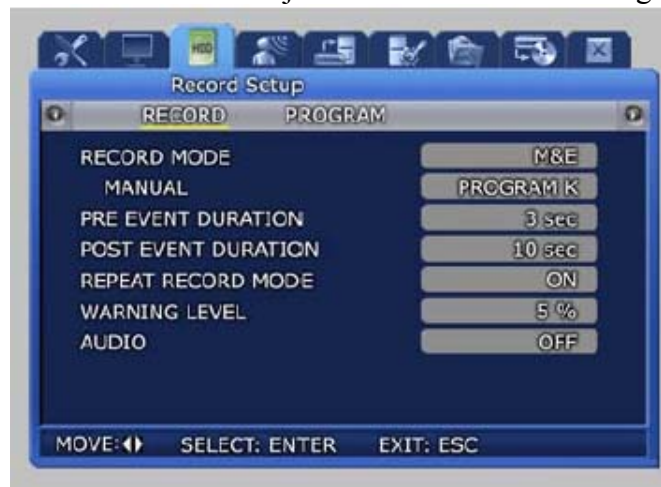 HDD
Record Setup
RECORD PROGRAM
RECORD MODE M&E
MANUAL PROGRAM K
PRE EVENT DURATION 3 sec
POST EVENT DURATION 10 sec
REPEAT RECORD MODE ON
WARNING LEVEL 5 %
AUDIO OFF
MOVE: SELECT: ENTER EXIT: ESC